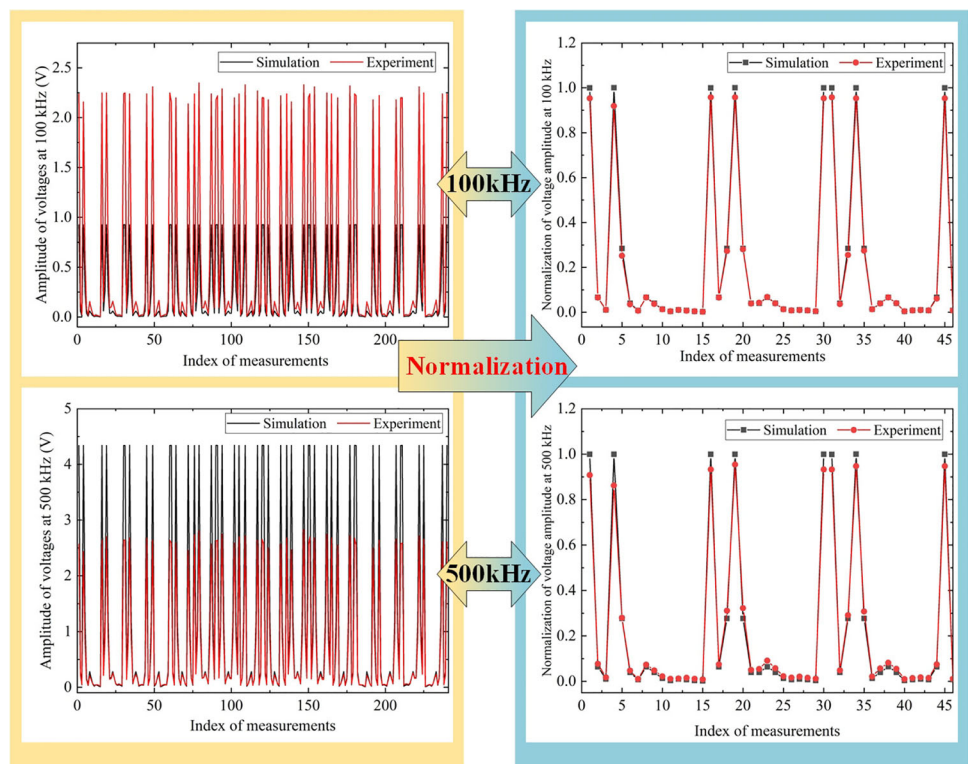 Simulation Experiment
Amplitude of voltages at 100 kHz (V)
2.5
2.0
1.5
1.0
0.5
0.0
0 50 100 150 200
Index of measurements
Simulation Experiment
Normalization of voltage amplitude at 100 kHz
1.2
1.0
0.8
0.6
0.4
0.2
0.0
0 5 10 15 20 25 30 35 40 45
Index of measurements
100kHz
Normalization
Simulation Experiment
Amplitude of voltages at 500 kHz (V)
5
4
3
2
1
0
0 50 100 150 200
Index of measurements
500kHz
Simulation Experiment
Normalization of voltage amplitude at 500 kHz
1.2
1.0
0.8
0.6
0.4
0.2
0.0
0 5 10 15 20 25 30 35 40 45
Index of measurements